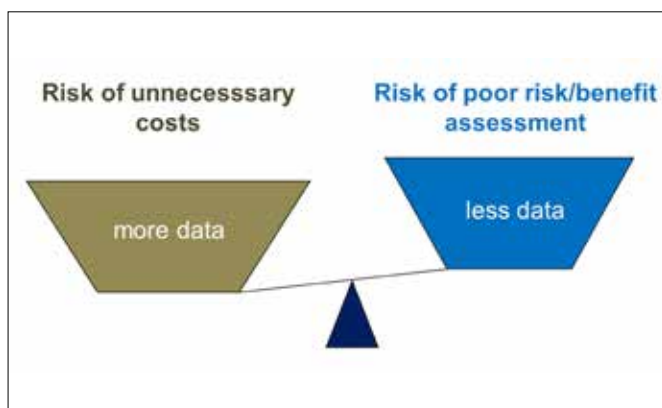 Risk of unnecesssary
costs
Risk of poor risk/benefit
assessment
more data
less data